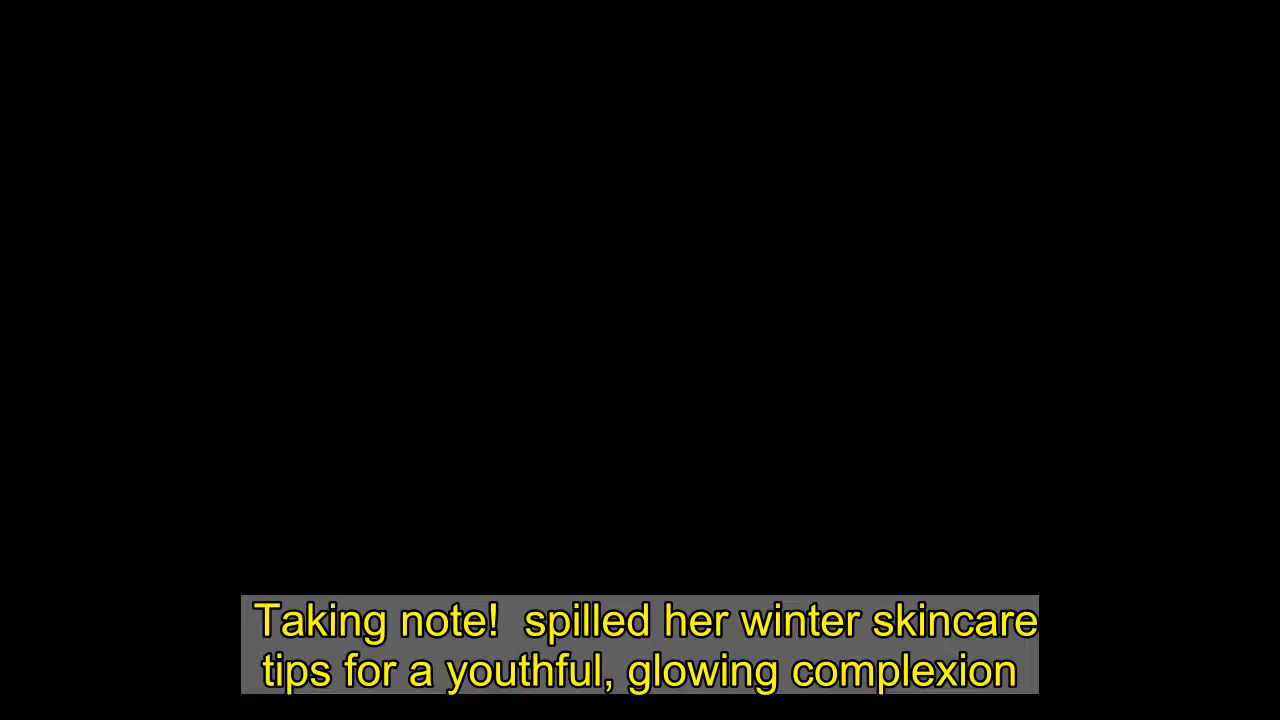 Taking note!  spilled her winter skincare
tips for a youthful, glowing complexion